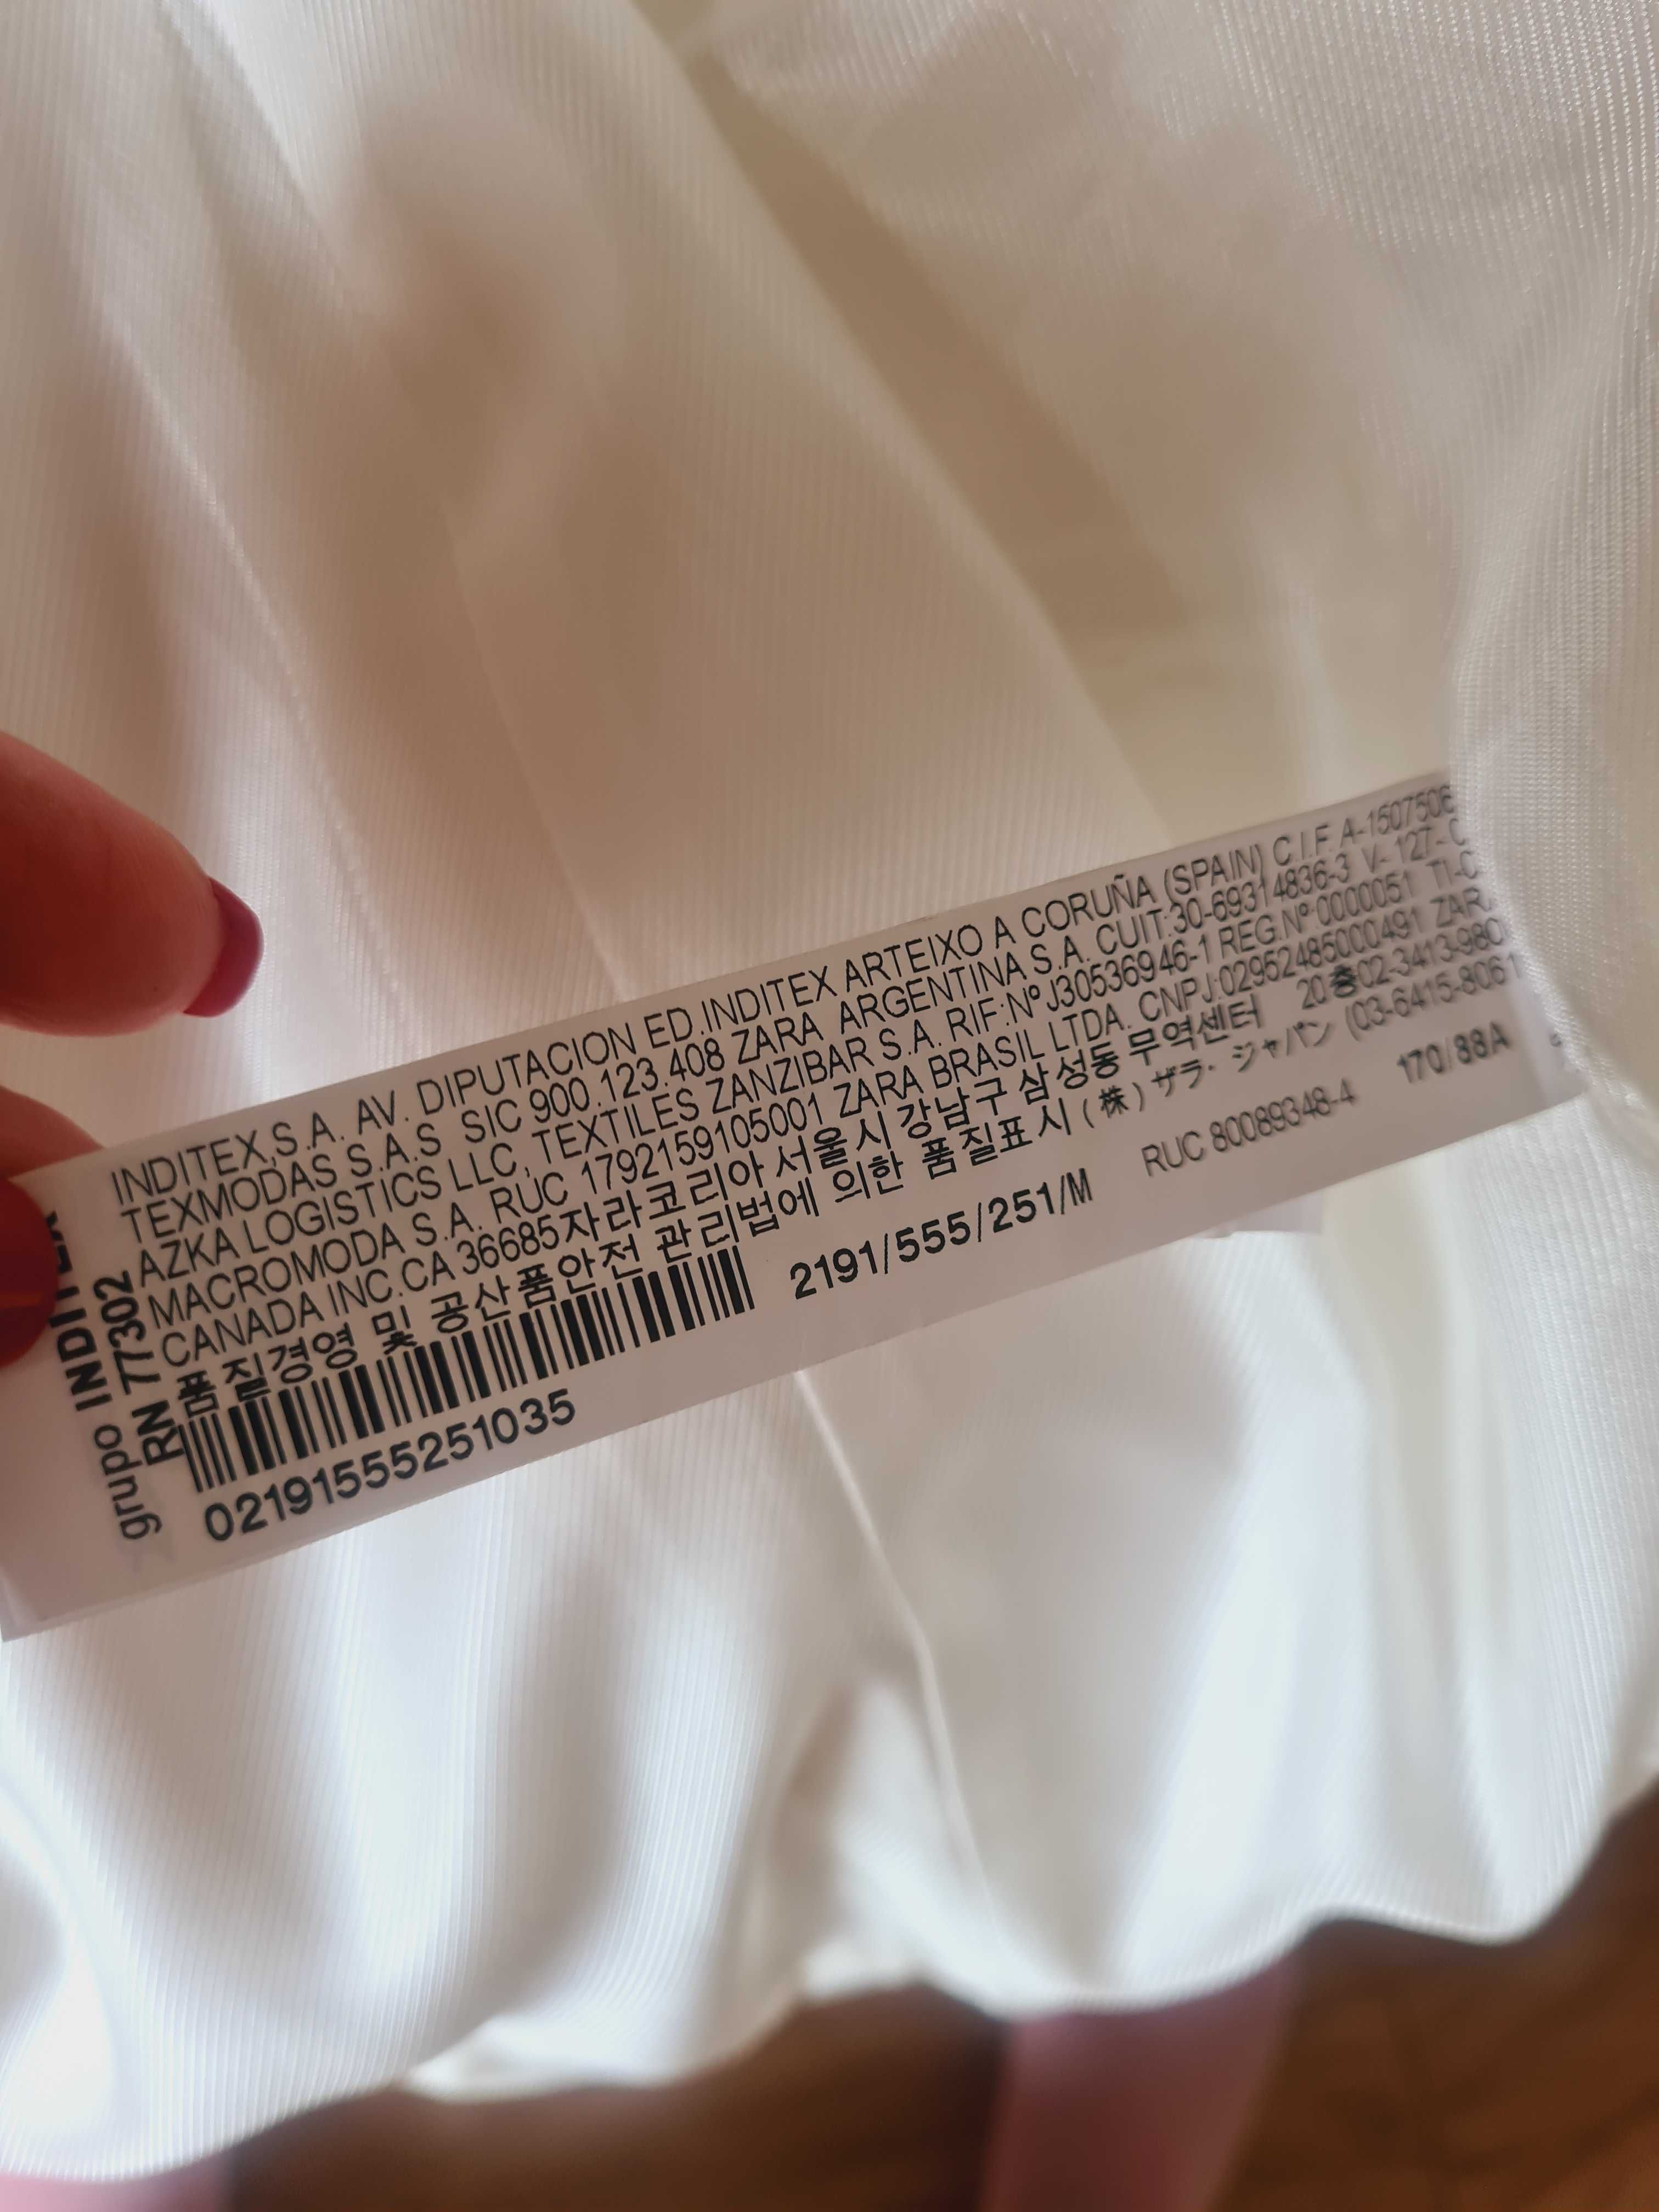 INDITEX,S.A. AV. DIPUTACION ED.INDITEX ARTEIXO A CORUÑA (SPAIN) C.I.F. A-1507506
TEXMODAS S.A.S SIC 900.123.408 ZARA ARGENTINA S.A. CUIT:30-69314836-3 V-127-
AZKA LOGISTICS LLC, TEXTILES ZANZIBAR S.A. RIF:Nº J30536946-1 REG.Nº 0000051 TI-C
MACROMODA S.A. RUC 1792159105001 ZARA BRASIL LTDA. CNPJ:02952485000491 ZAR
CANADA INC.CA 36685자라코리아 서울시 강남구 삼성동 무역센터 20층02-3413-980
품질경영 및 공산품안전 관리법에 의한 품질표시 (株) ザラ・ジャパン (03-6415-8061
2191/555/251/M RUC 80089348-4 170/88A
02191555251035
grupo INDITEX
RN 77302